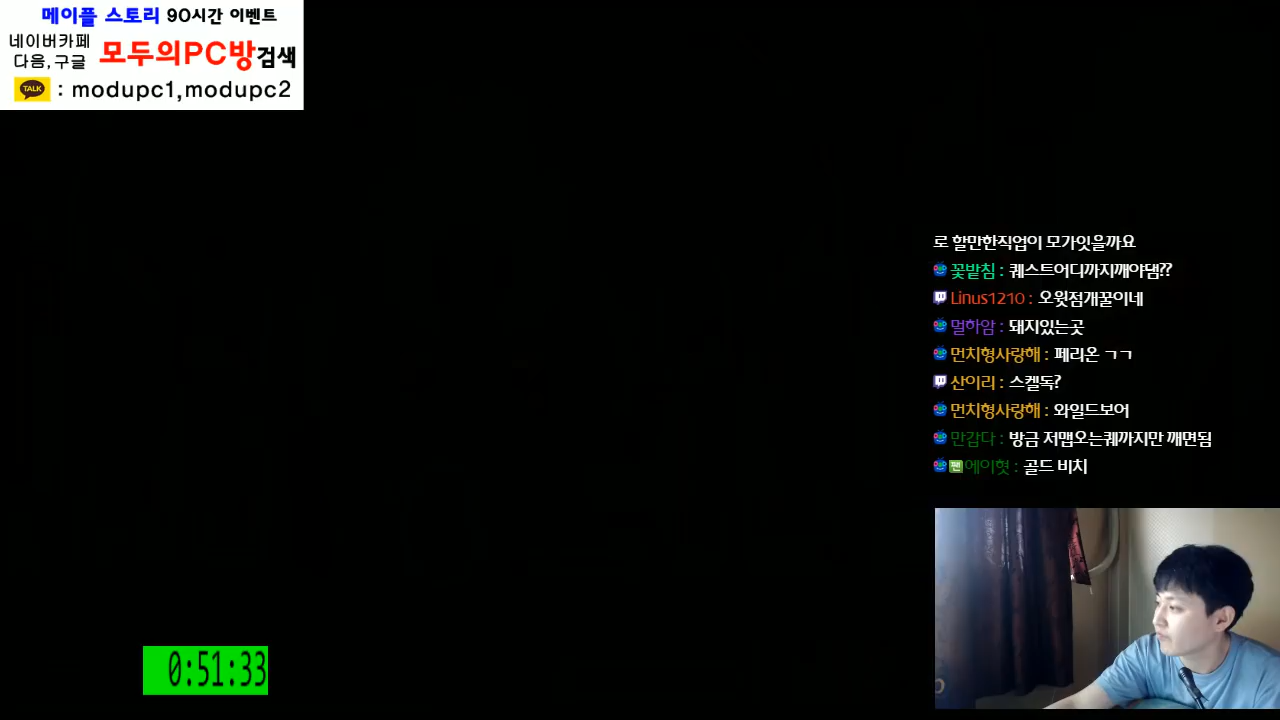 메이플 스토리 90시간 이벤트
네이버카페
다음,구글
모두의PC방검색
TALK : modupc1,modupc2
로 할만한직업이 모가잇을까요
꽃받침 : 퀘스트어디까지깨야댐??
Linus1210 : 오윗점개꿀이네
멀하암 : 돼지있는곳
먼치형사랑해 : 페리온 ㄱㄱ
산이리 : 스켈독?
먼치형사랑해 : 와일드보어
만갑다 : 방금 저맵오는퀘까지만 깨면됨
팬 에이혓 : 골드 비치
0:51:33